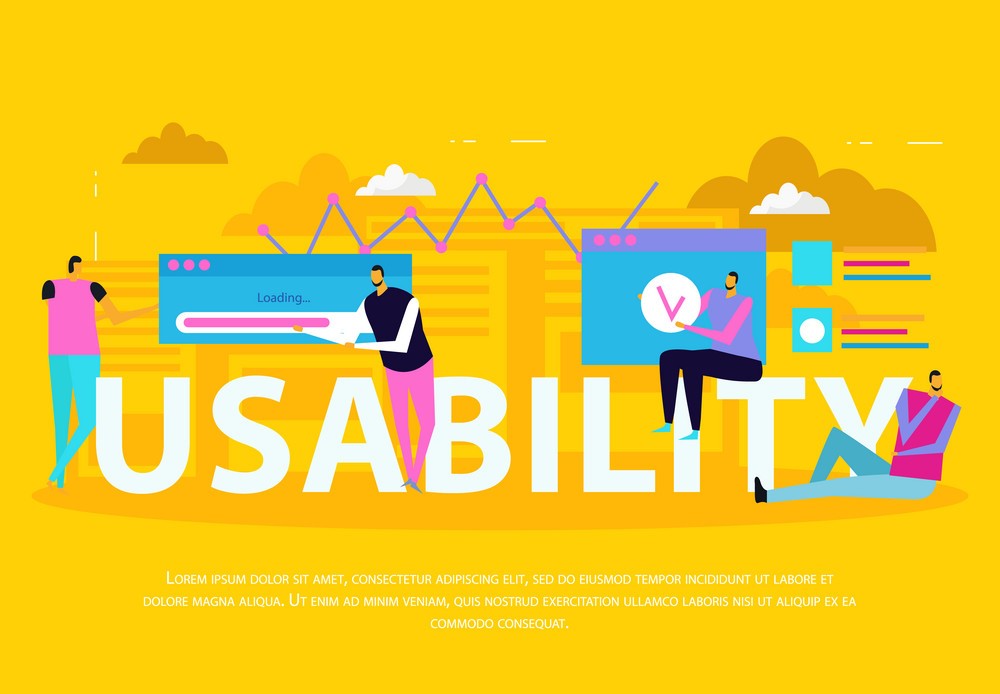 Loading...
USABILITY
Lorem ipsum dolor sit amet, consectetur adipiscing elit, sed do eiusmod tempor incididunt ut labore et
dolore magna aliqua. Ut enim ad minim veniam, quis nostrud exercitation ullamco laboris nisi ut aliquip ex ea
commodo consequat.